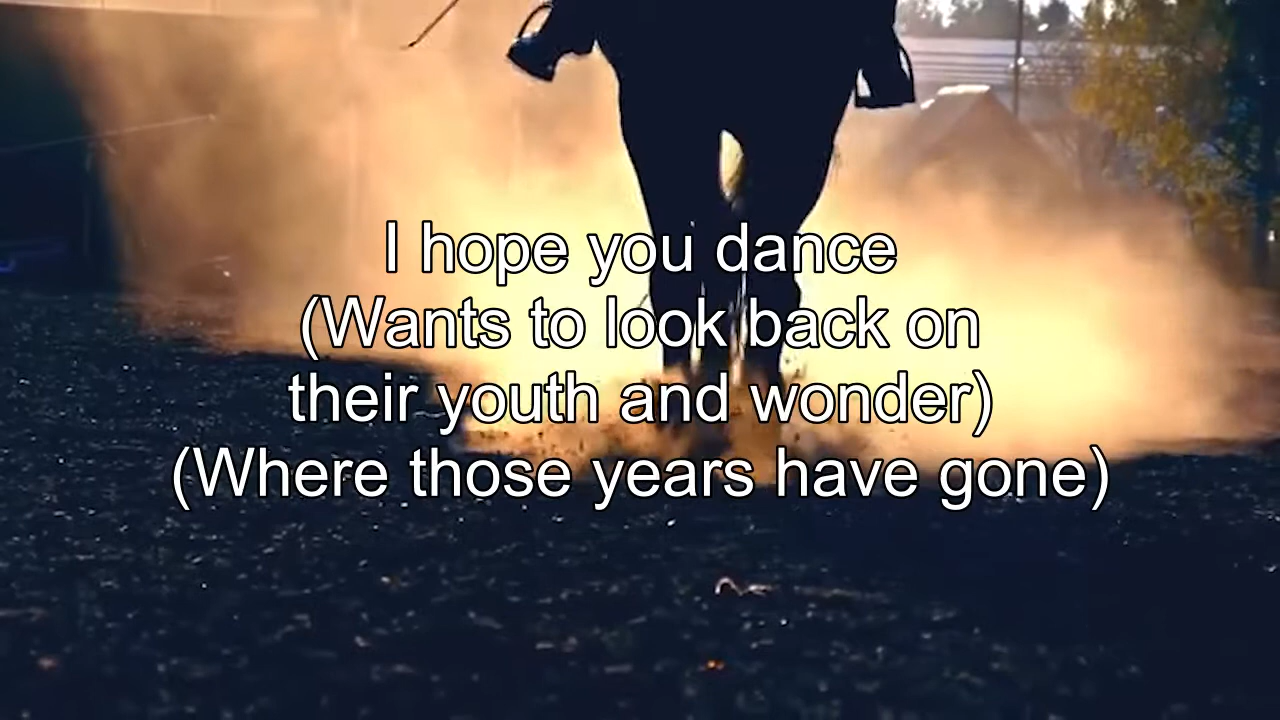 I hope you dance
(Wants to look back on
their youth and wonder)
(Where those years have gone)